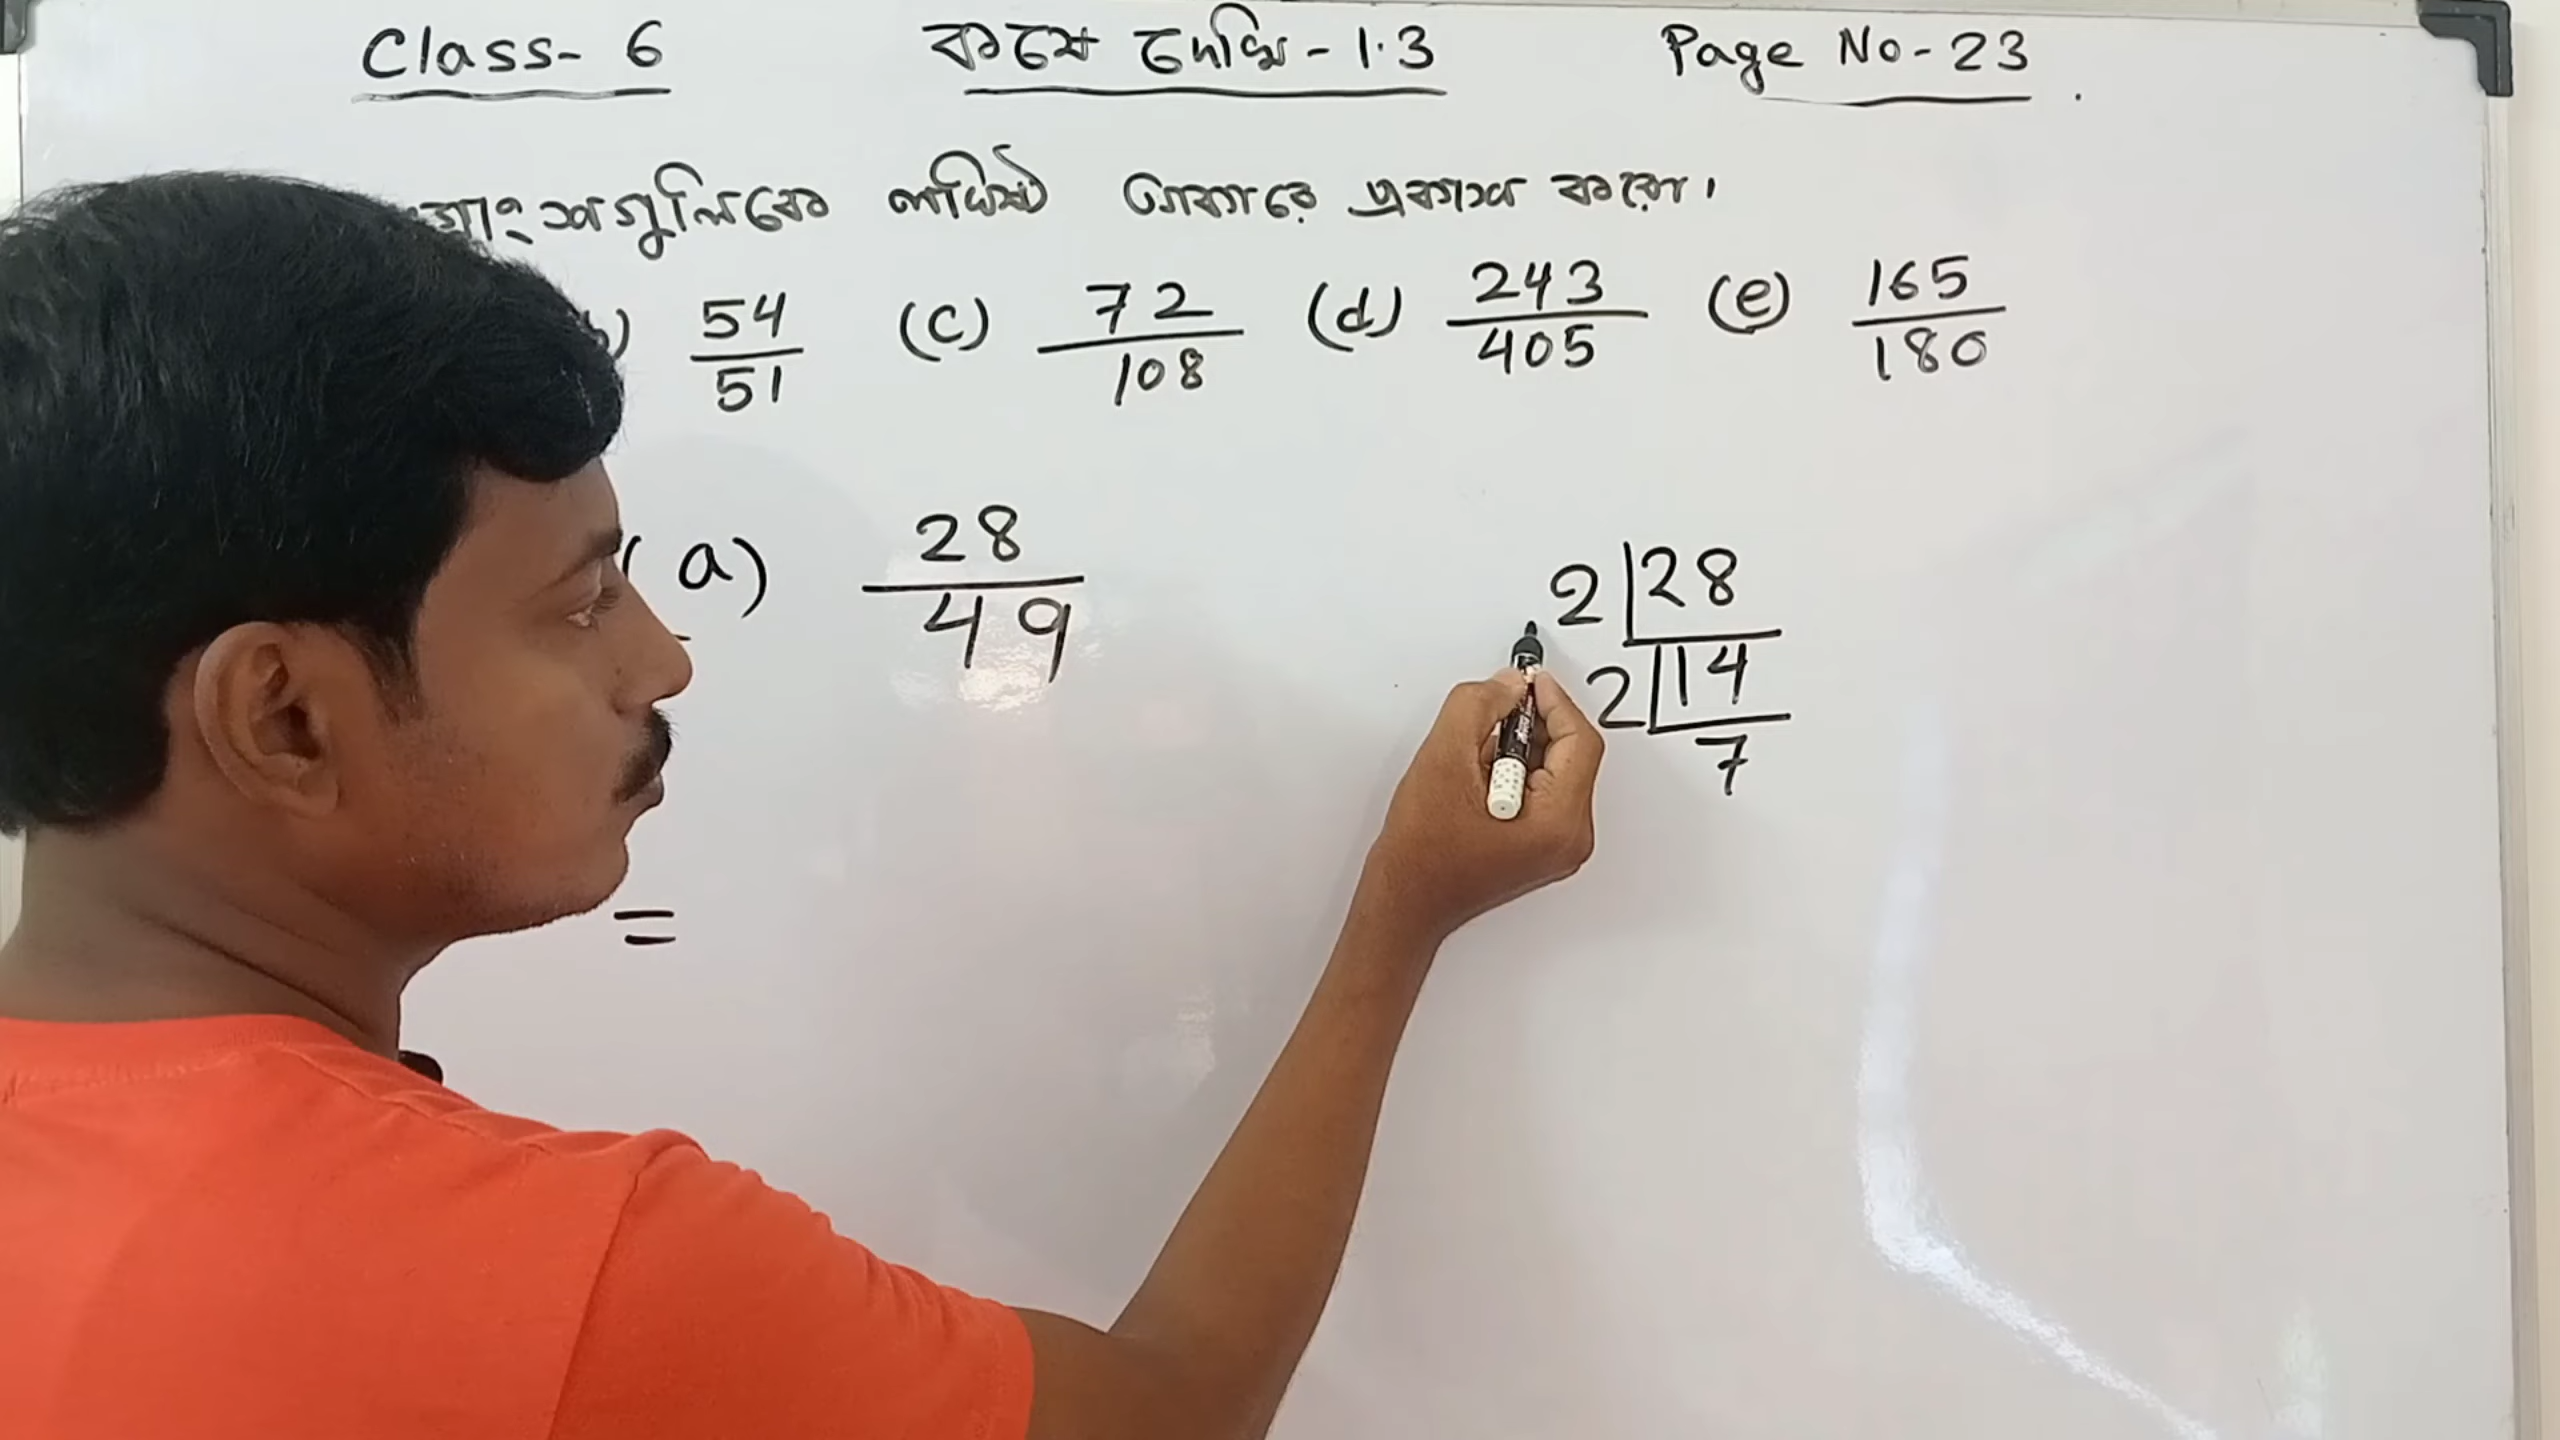 Class- 6 কষে দেখি - 1.3 Page No - 23
গ্নাংশগুলিকে লঘিষ্ঠ আকারে প্রকাশ করো।
b) 54/51 (c) 72/108 (d) 243/405 (e) 165/180
(a) 28/49
2 |28
2 |14
7
=